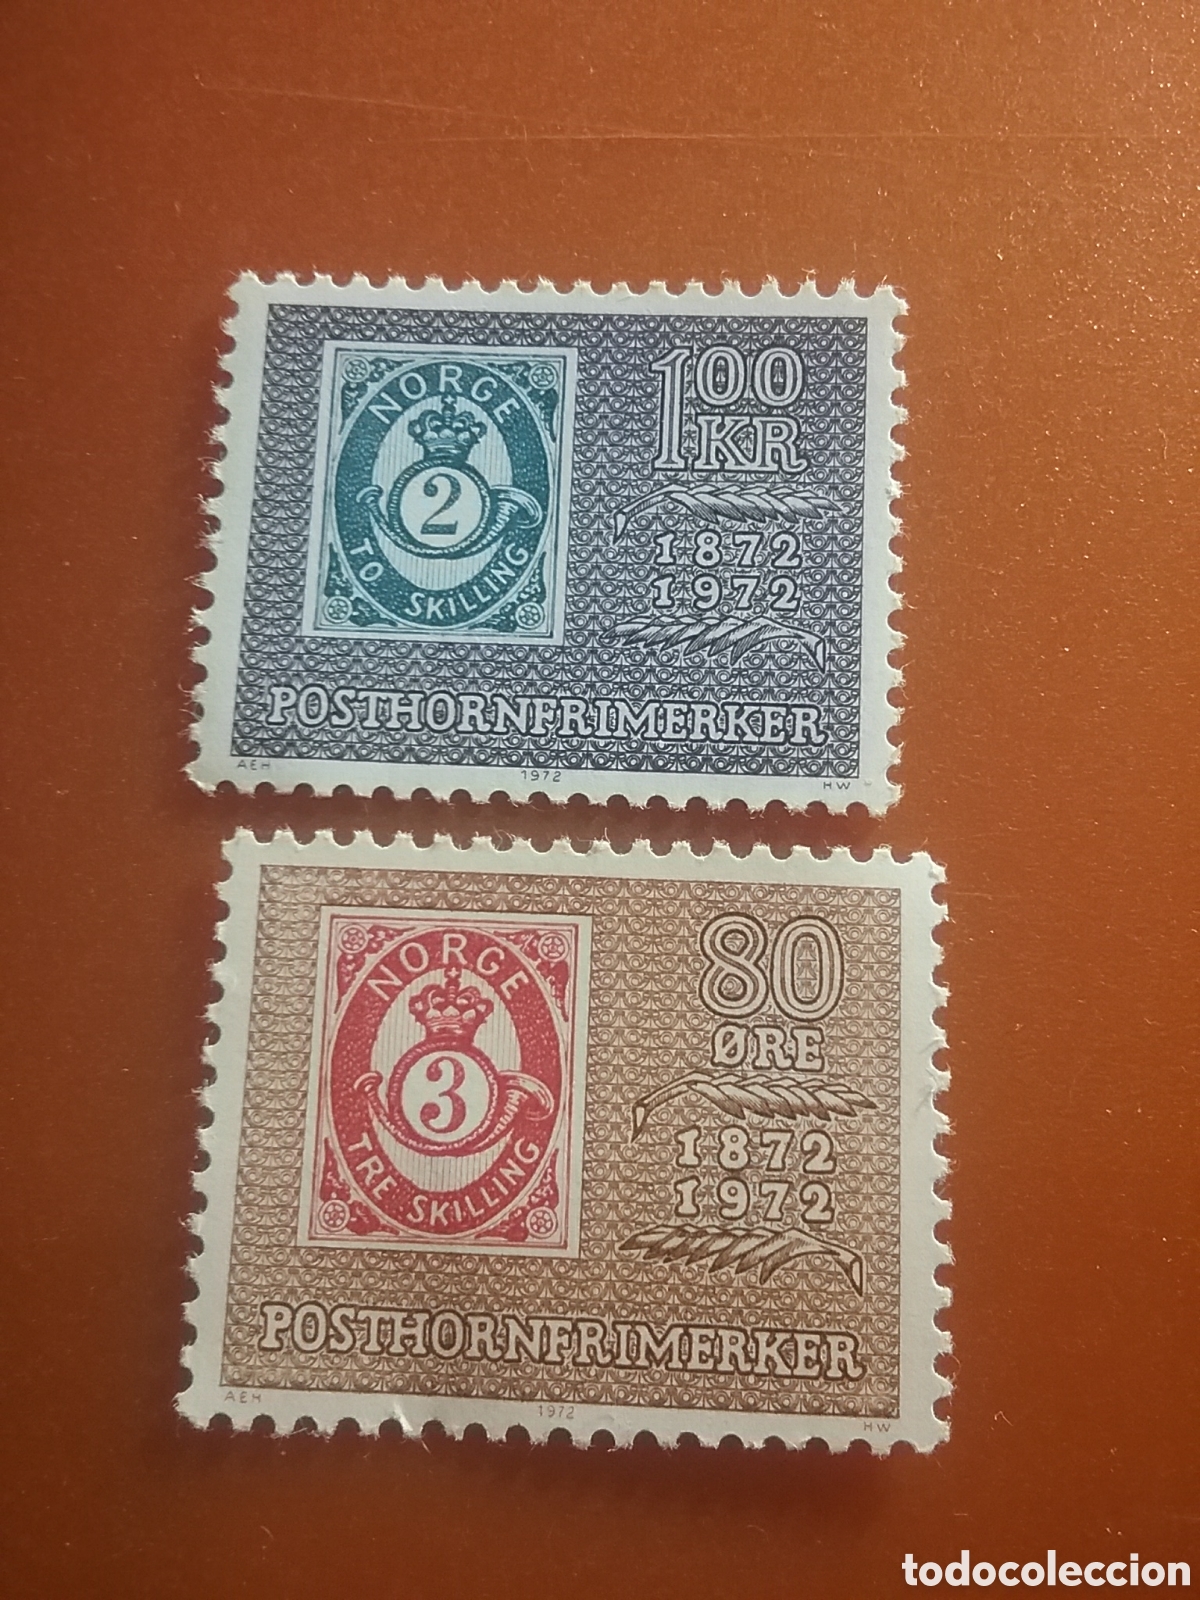 NORGE
2
TO SKILLING
1.00
KR
1872
1972
POSTHORNFRIMERKER
AEH
1972
HW
NORGE
3
TRE SKILLING
80
ØRE
1872
1972
POSTHORNFRIMERKER
AEH
1972
HW
todocoleccion